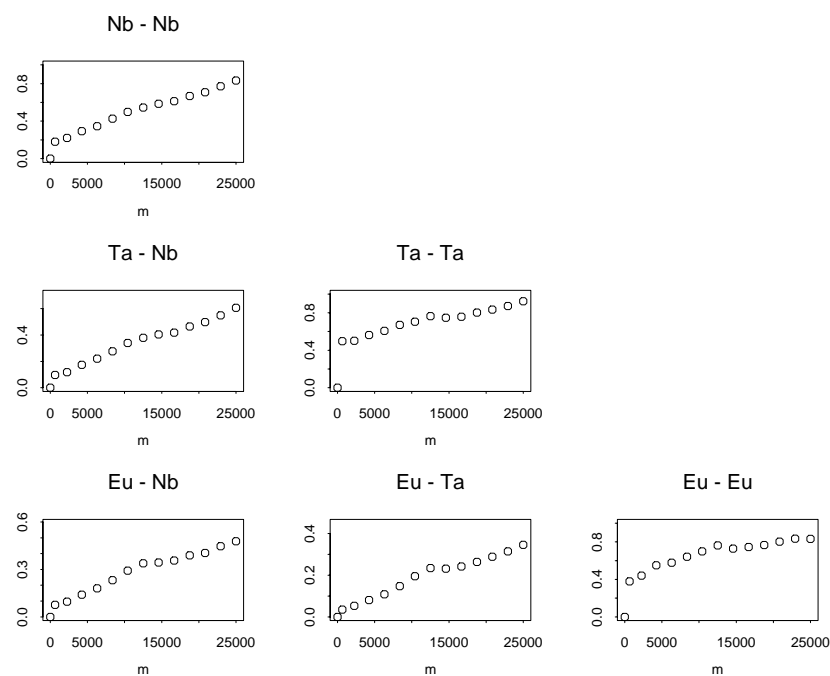 Nb - Nb
0.0 0.4 0.8
0 5000 15000 25000
m
Ta - Nb Ta - Ta
0.0 0.4 0.0 0.4 0.8
0 5000 15000 25000 0 5000 15000 25000
m m
Eu - Nb Eu - Ta Eu - Eu
0.0 0.3 0.6 0.0 0.2 0.4 0.0 0.4 0.8
0 5000 15000 25000 0 5000 15000 25000 0 5000 15000 25000
m m m